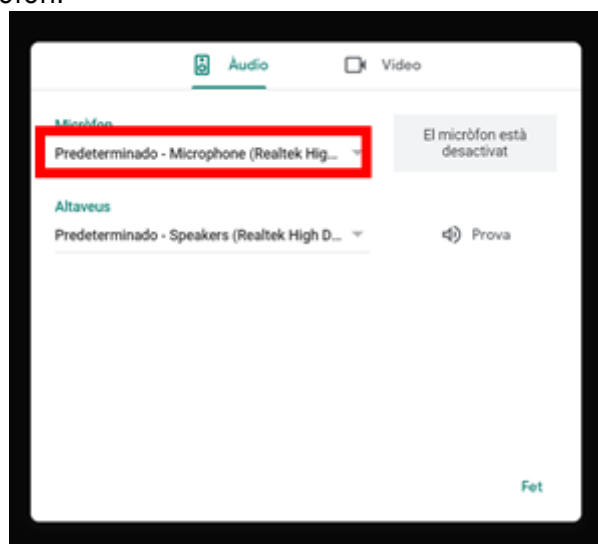 Àudio
Vídeo
Micròfon
Predeterminado - Microphone (Realtek Hig...
El micròfon està
desactivat
Altaveus
Predeterminado - Speakers (Realtek High D...
Prova
Fet